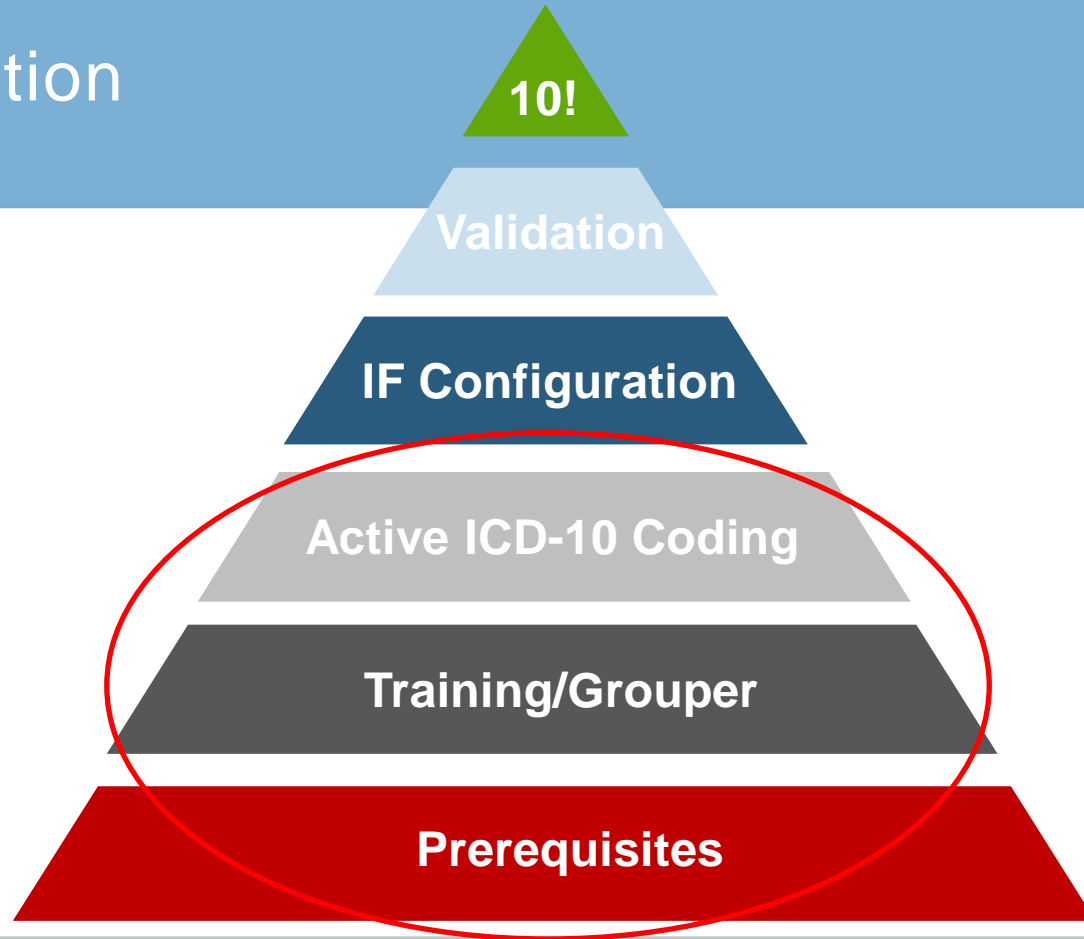 tion
10!
Validation
IF Configuration
Active ICD-10 Coding
Training/Grouper
Prerequisites